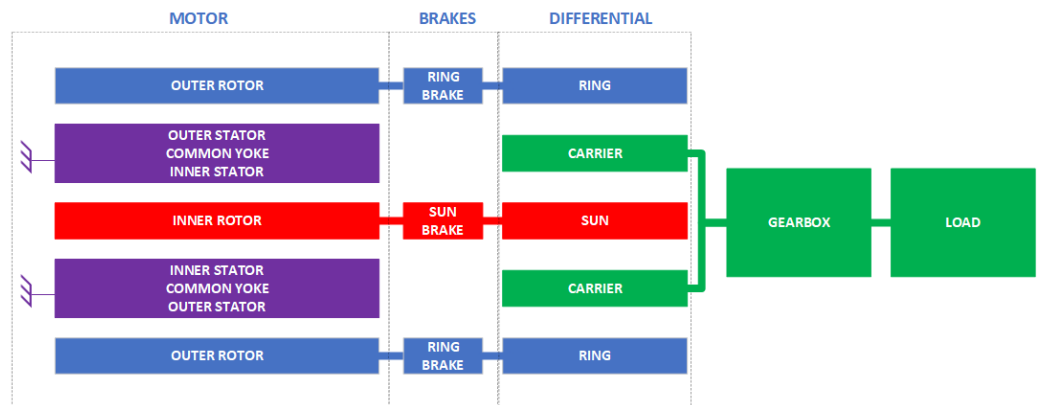 MOTOR
BRAKES
DIFFERENTIAL
OUTER ROTOR
RING
BRAKE
RING
OUTER STATOR
COMMON YOKE
INNER STATOR
CARRIER
INNER ROTOR
SUN
BRAKE
SUN
GEARBOX
LOAD
INNER STATOR
COMMON YOKE
OUTER STATOR
CARRIER
OUTER ROTOR
RING
BRAKE
RING